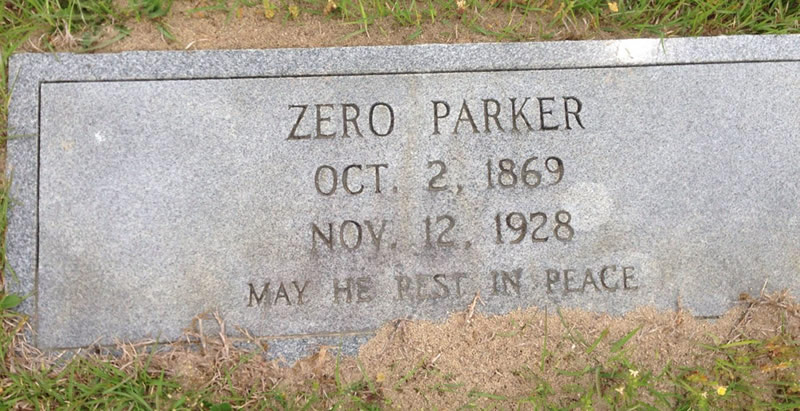 ZERO PARKER
OCT. 2, 1869
NOV. 12, 1928
MAY HE REST IN PEACE